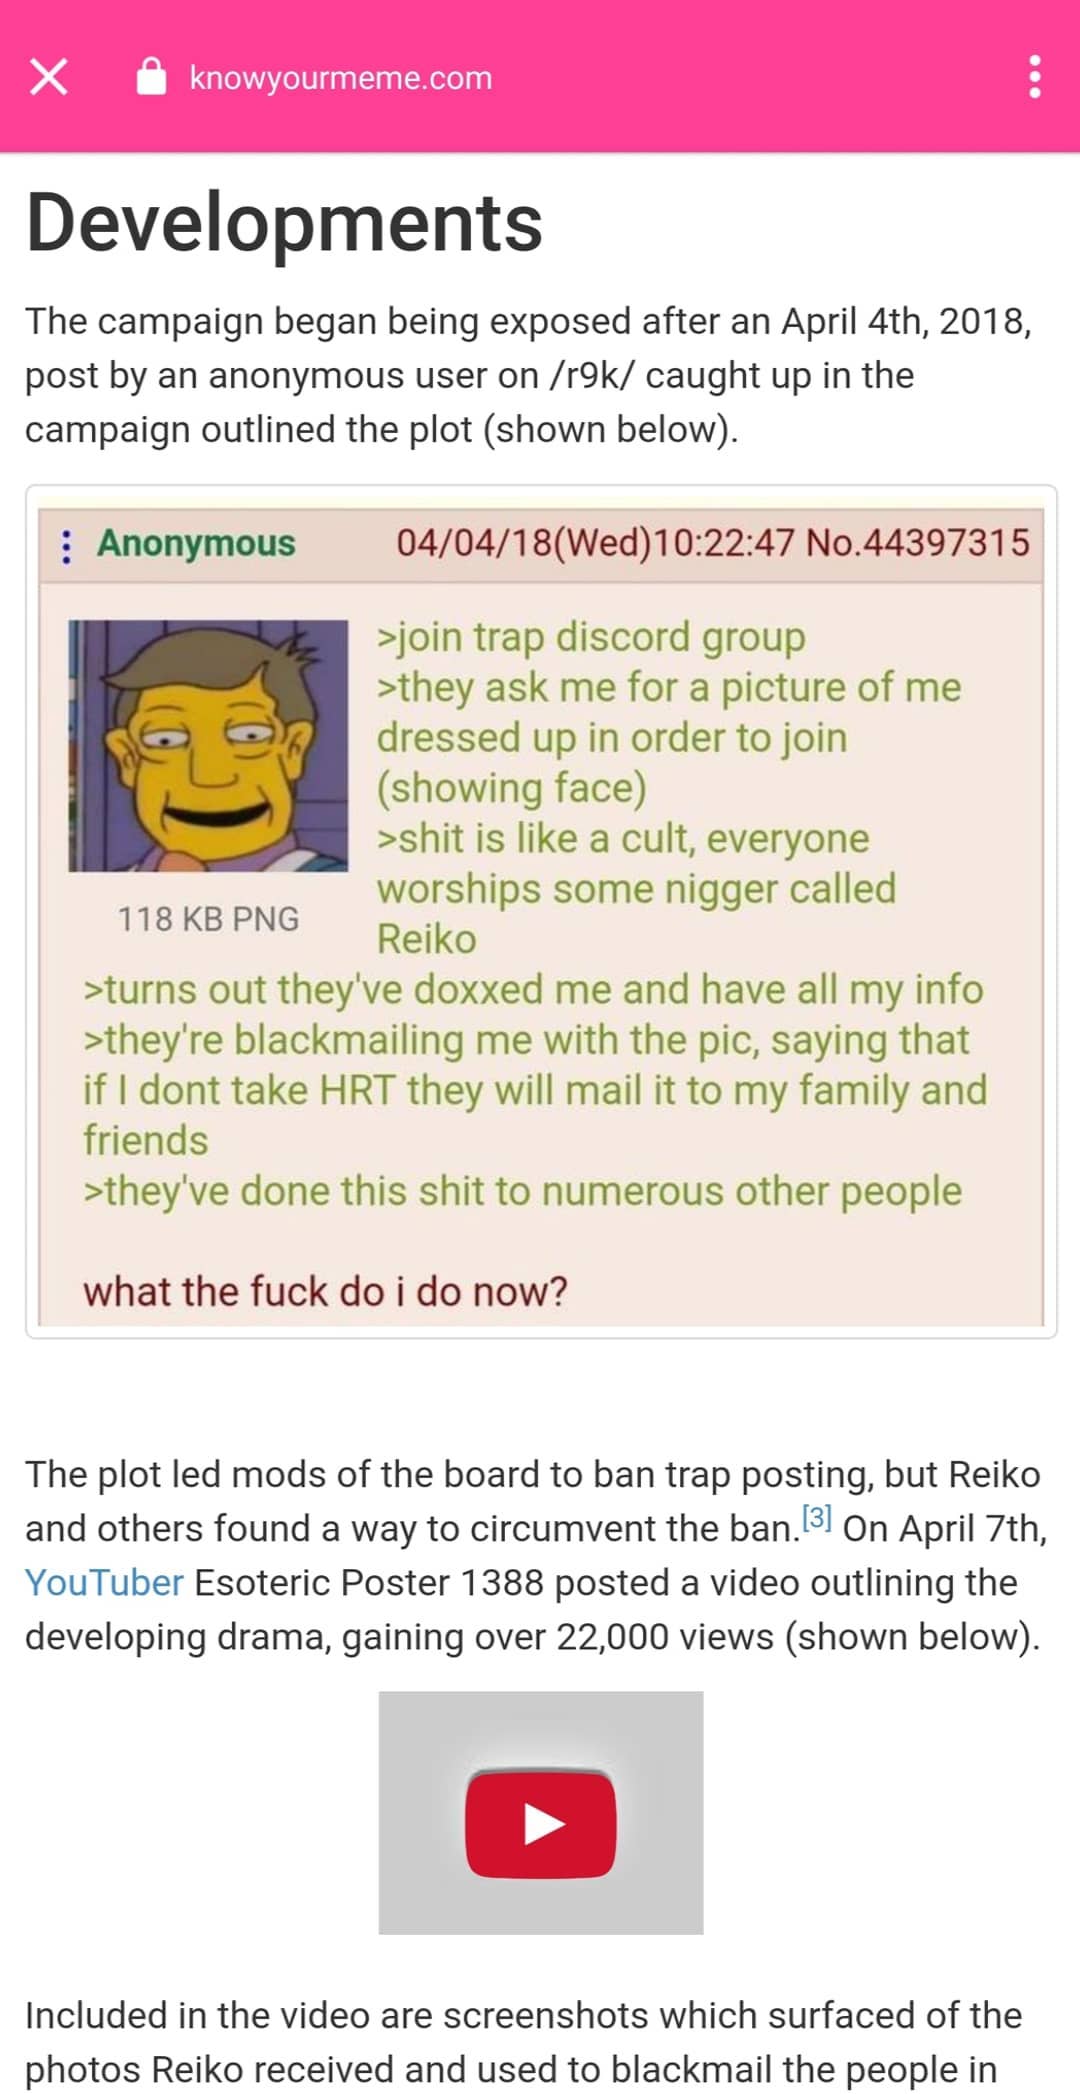 knowyourmeme.com
Developments
The campaign began being exposed after an April 4th, 2018,
post by an anonymous user on /r9k/ caught up in the
campaign outlined the plot (shown below).
Anonymous 04/04/18(Wed)10:22:47 No.44397315
>join trap discord group
>they ask me for a picture of me
dressed up in order to join
(showing face)
>shit is like a cult, everyone
worships some nigger called
118 KB PNG
Reiko
>turns out they've doxxed me and have all my info
>they're blackmailing me with the pic, saying that
if I dont take HRT they will mail it to my family and
friends
>they've done this shit to numerous other people
what the fuck do i do now?
The plot led mods of the board to ban trap posting, but Reiko
and others found a way to circumvent the ban.[3] On April 7th,
YouTuber Esoteric Poster 1388 posted a video outlining the
developing drama, gaining over 22,000 views (shown below).
Included in the video are screenshots which surfaced of the
photos Reiko received and used to blackmail the people in